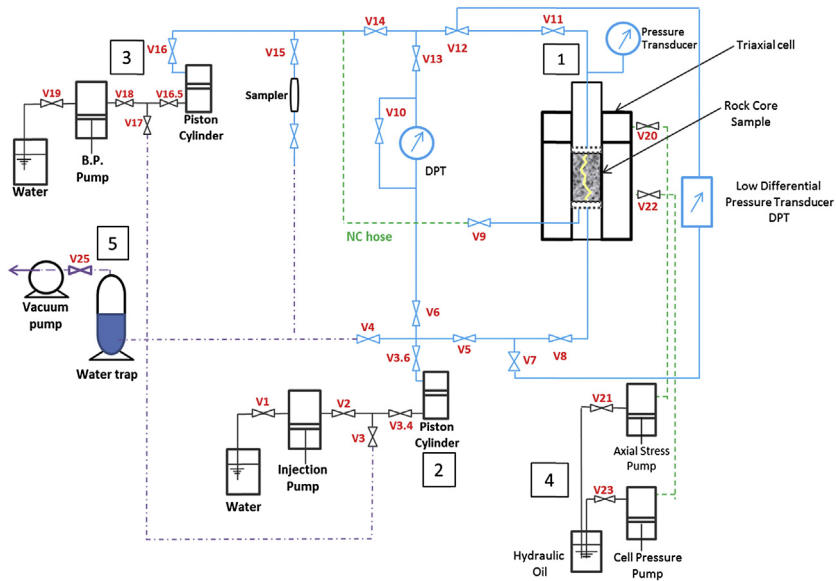 V14
V12
V11
Pressure
Transducer
V16
3
V15
V13
1
Triaxial cell
V19
V18
V16.5
Sampler
V10
Rock Core
Sample
V17
Piston
Cylinder
V20
Water
B.P.
Pump
DPT
V22
Low Differential
Pressure Transducer
DPT
NC hose
V9
5
V25
Vacuum
pump
V6
V4
V5
V8
V7
V3.6
Water trap
V1
V2
V3
V3.4
Piston
Cylinder
V21
Axial Stress
Pump
Injection
Pump
2
4
V23
Water
Hydraulic
Oil
Cell Pressure
Pump